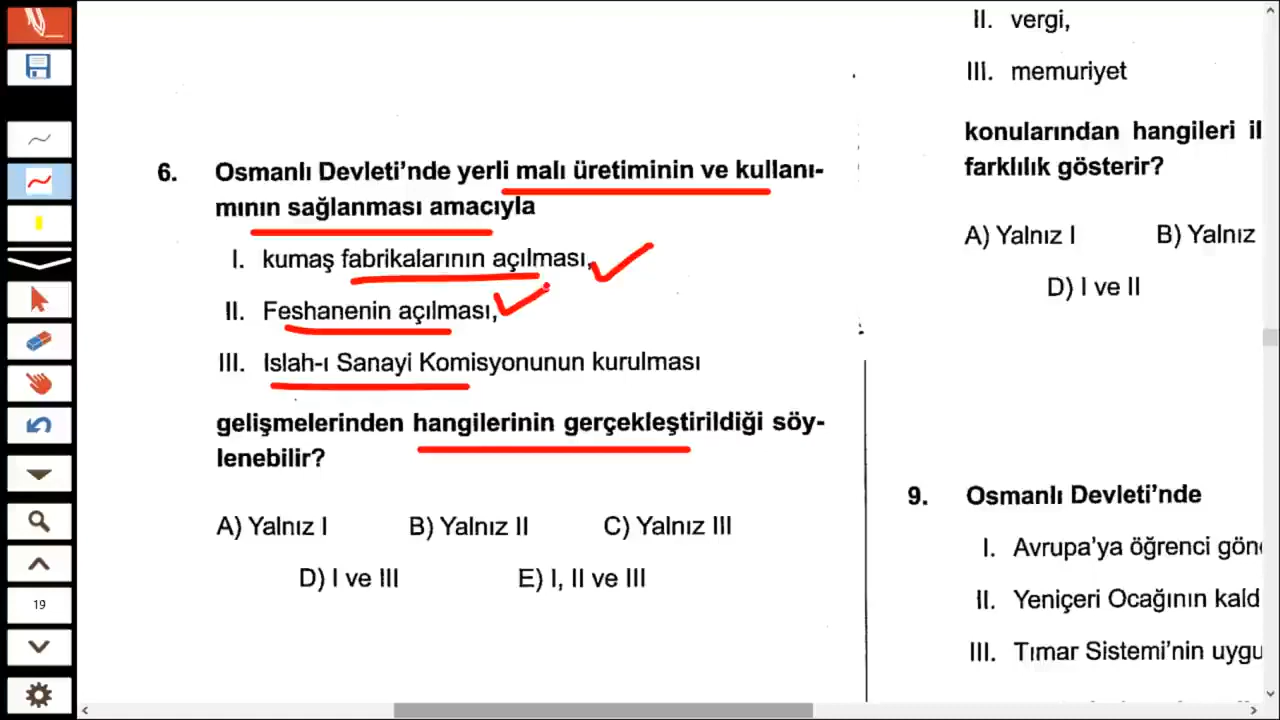 6. Osmanlı Devleti'nde yerli malı üretiminin ve kullanı-
mının sağlanması amacıyla
I. kumaş fabrikalarının açılması,
II. Feshanenin açılması,
III. Islah-ı Sanayi Komisyonunun kurulması
gelişmelerinden hangilerinin gerçekleştirildiği söy-
lenebilir?
A) Yalnız I B) Yalnız II C) Yalnız III
D) I ve III E) I, II ve III
II. vergi,
III. memuriyet
konularından hangileri il
farklılık gösterir?
A) Yalnız I B) Yalnız
D) I ve II
9. Osmanlı Devleti'nde
I. Avrupa'ya öğrenci gön
II. Yeniçeri Ocağının kald
III. Tımar Sistemi'nin uygu
19